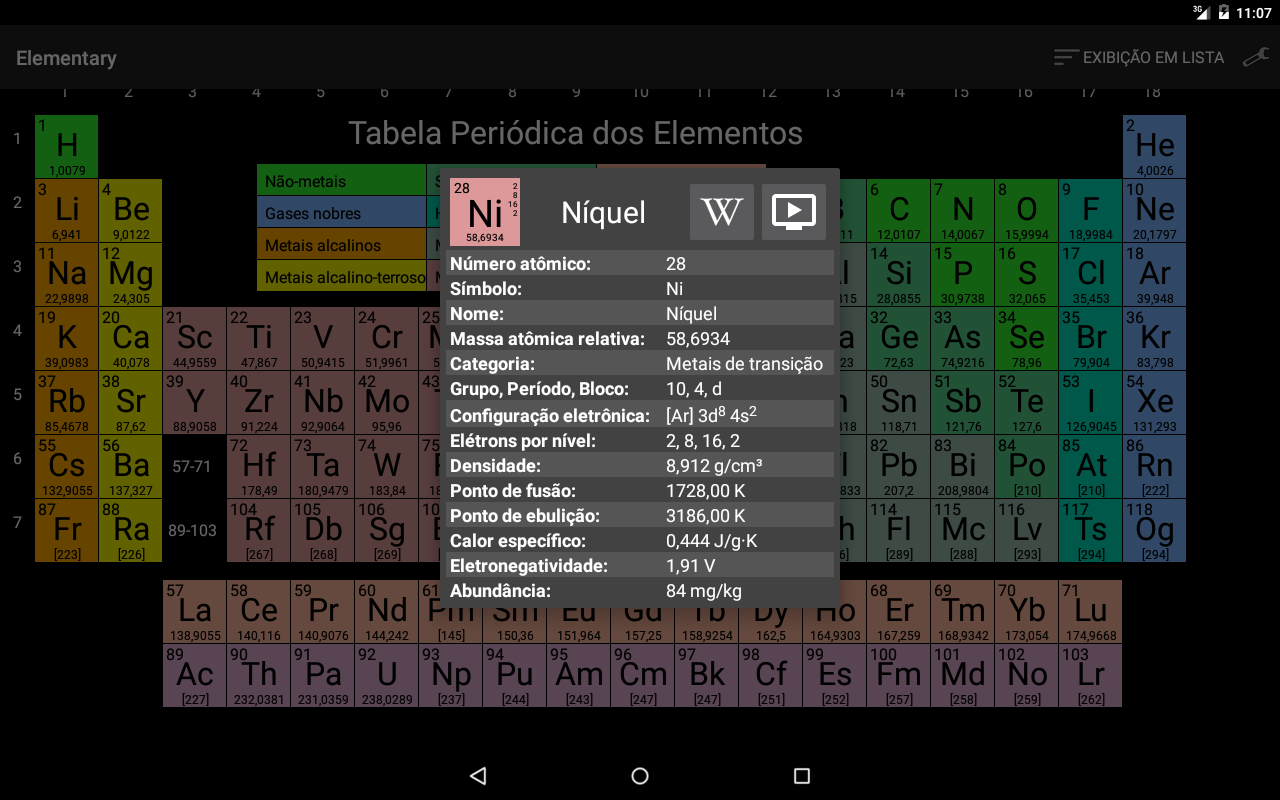 3G 11:07
Elementary EXIBIÇÃO EM LISTA
1 2 3 4 5 6 7 8 9 10 11 12 13 14 15 16 17 18
Tabela Periódica dos Elementos
1 1 H 1,0079 2 He 4,0026
Não-metais
Gases nobres
Metais alcalinos
Metais alcalino-terroso
2 3 Li 6,941 4 Be 9,0122 6 C 12,0107 7 N 14,0067 8 O 15,9994 9 F 18,9984 10 Ne 20,1797
3 11 Na 22,9898 12 Mg 24,305 14 Si 28,0855 15 P 30,9738 16 S 32,065 17 Cl 35,453 18 Ar 39,948
4 19 K 39,0983 20 Ca 40,078 21 Sc 44,9559 22 Ti 47,867 23 V 50,9415 24 Cr 51,9961 32 Ge 72,63 33 As 74,9216 34 Se 78,96 35 Br 79,904 36 Kr 83,798
5 37 Rb 85,4678 38 Sr 87,62 39 Y 88,9058 40 Zr 91,224 41 Nb 92,9064 42 Mo 95,96 50 Sn 118,71 51 Sb 121,76 52 Te 127,6 53 I 126,9045 54 Xe 131,293
6 55 Cs 132,9055 56 Ba 137,327 57-71 72 Hf 178,49 73 Ta 180,9479 74 W 183,84 82 Pb 207,2 83 Bi 208,9804 84 Po [210] 85 At [210] 86 Rn [222]
7 87 Fr [223] 88 Ra [226] 89-103 104 Rf [267] 105 Db [268] 106 Sg [269] 114 Fl [289] 115 Mc [288] 116 Lv [293] 117 Ts [294] 118 Og [294]
28 Ni 58,6934 2 8 16 2 Níquel W
Número atômico: 28
Símbolo: Ni
Nome: Níquel
Massa atômica relativa: 58,6934
Categoria: Metais de transição
Grupo, Período, Bloco: 10, 4, d
Configuração eletrônica: [Ar] 3d⁸ 4s²
Elétrons por nível: 2, 8, 16, 2
Densidade: 8,912 g/cm³
Ponto de fusão: 1728,00 K
Ponto de ebulição: 3186,00 K
Calor específico: 0,444 J/g·K
Eletronegatividade: 1,91 V
Abundância: 84 mg/kg
57 La 138,9055 58 Ce 140,116 59 Pr 140,9076 60 Nd 144,242 61 Pm [145] Sm 150,36 Eu 151,964 Gd 157,25 Tb 158,9254 Dy 162,5 Ho 164,9303 68 Er 167,259 69 Tm 168,9342 70 Yb 173,054 71 Lu 174,9668
89 Ac [227] 90 Th 232,0381 91 Pa 231,0359 92 U 238,0289 93 Np [237] 94 Pu [244] 95 Am [243] 96 Cm [247] 97 Bk [247] 98 Cf [251] 99 Es [252] 100 Fm [257] 101 Md [258] 102 No [259] 103 Lr [262]